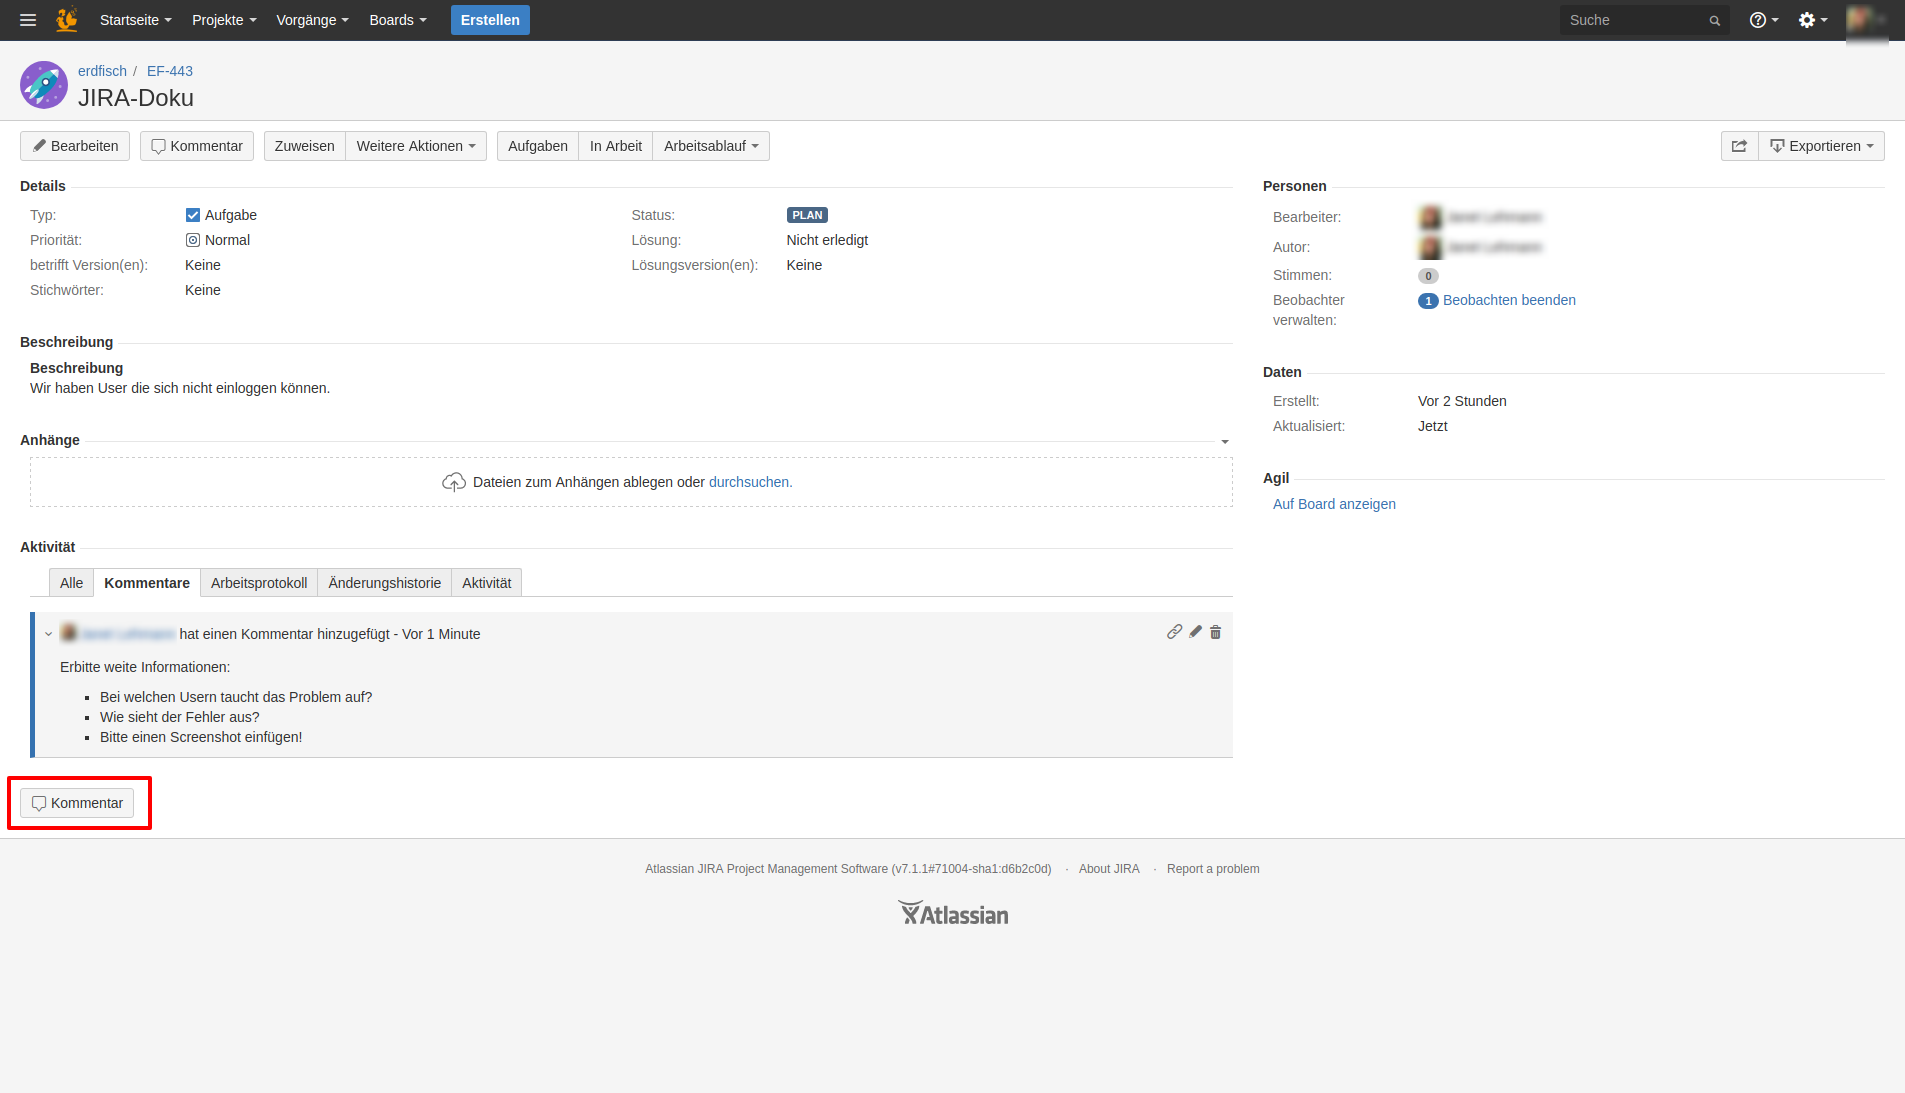 Startseite Projekte Vorgänge Boards Erstellen Suche
erdfisch / EF-443
JIRA-Doku
Bearbeiten Kommentar Zuweisen Weitere Aktionen Aufgaben In Arbeit Arbeitsablauf Exportieren
Details
Typ: Aufgabe Status: PLAN
Priorität: Normal Lösung: Nicht erledigt
betrifft Version(en): Keine Lösungsversion(en): Keine
Stichwörter: Keine
Beschreibung
Beschreibung
Wir haben User die sich nicht einloggen können.
Anhänge
Dateien zum Anhängen ablegen oder durchsuchen.
Aktivität
Alle Kommentare Arbeitsprotokoll Änderungshistorie Aktivität
hat einen Kommentar hinzugefügt - Vor 1 Minute
Erbitte weite Informationen:
Bei welchen Usern taucht das Problem auf?
Wie sieht der Fehler aus?
Bitte einen Screenshot einfügen!
Kommentar
Personen
Bearbeiter:
Autor:
Stimmen: 0
Beobachter 1 Beobachten beenden
verwalten:
Daten
Erstellt: Vor 2 Stunden
Aktualisiert: Jetzt
Agil
Auf Board anzeigen
Atlassian JIRA Project Management Software (v7.1.1#71004-sha1:d6b2c0d) · About JIRA · Report a problem
Atlassian